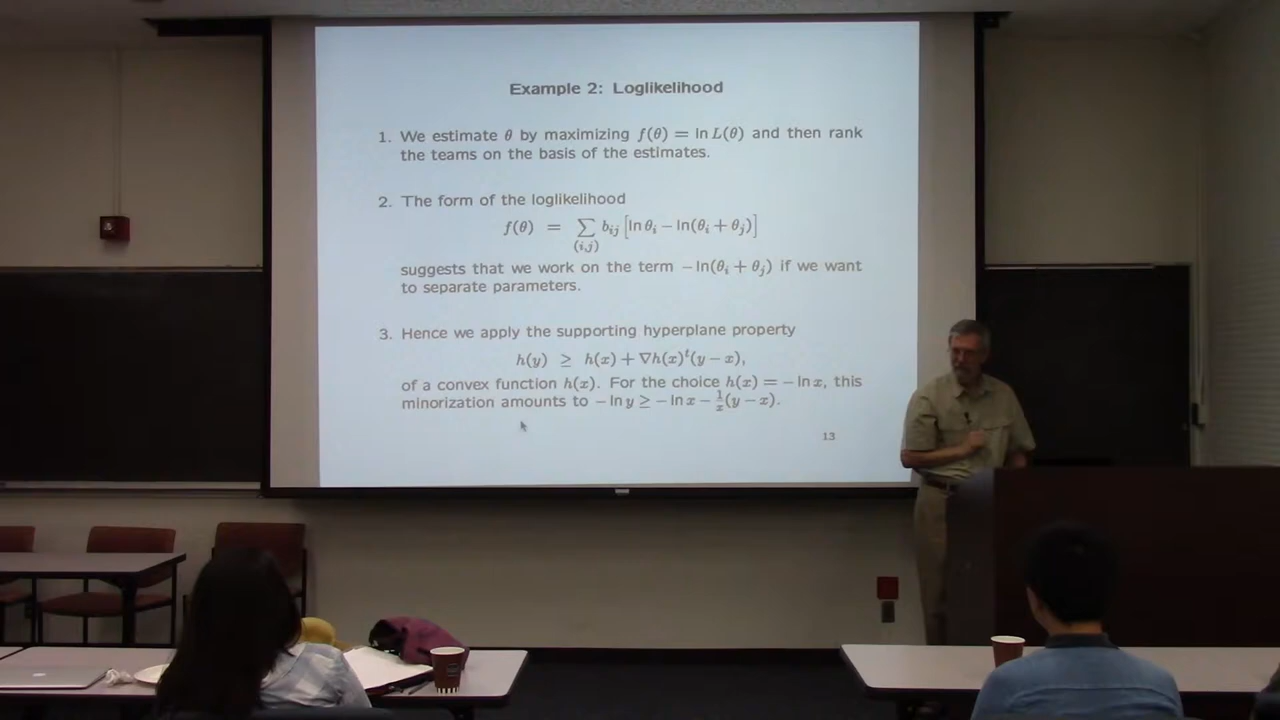 Example 2: Loglikelihood
1. We estimate θ by maximizing f(θ) = ln L(θ) and then rank
the teams on the basis of the estimates.
2. The form of the loglikelihood
f(θ) = ∑_{(i,j)} b_{ij} [ln θ_i − ln(θ_i + θ_j)]
suggests that we work on the term − ln(θ_i + θ_j) if we want
to separate parameters.
3. Hence we apply the supporting hyperplane property
h(y) ≥ h(x) + ∇h(x)^t(y − x),
of a convex function h(x). For the choice h(x) = − ln x, this
minorization amounts to − ln y ≥ − ln x − \frac{1}{x}(y − x).
13